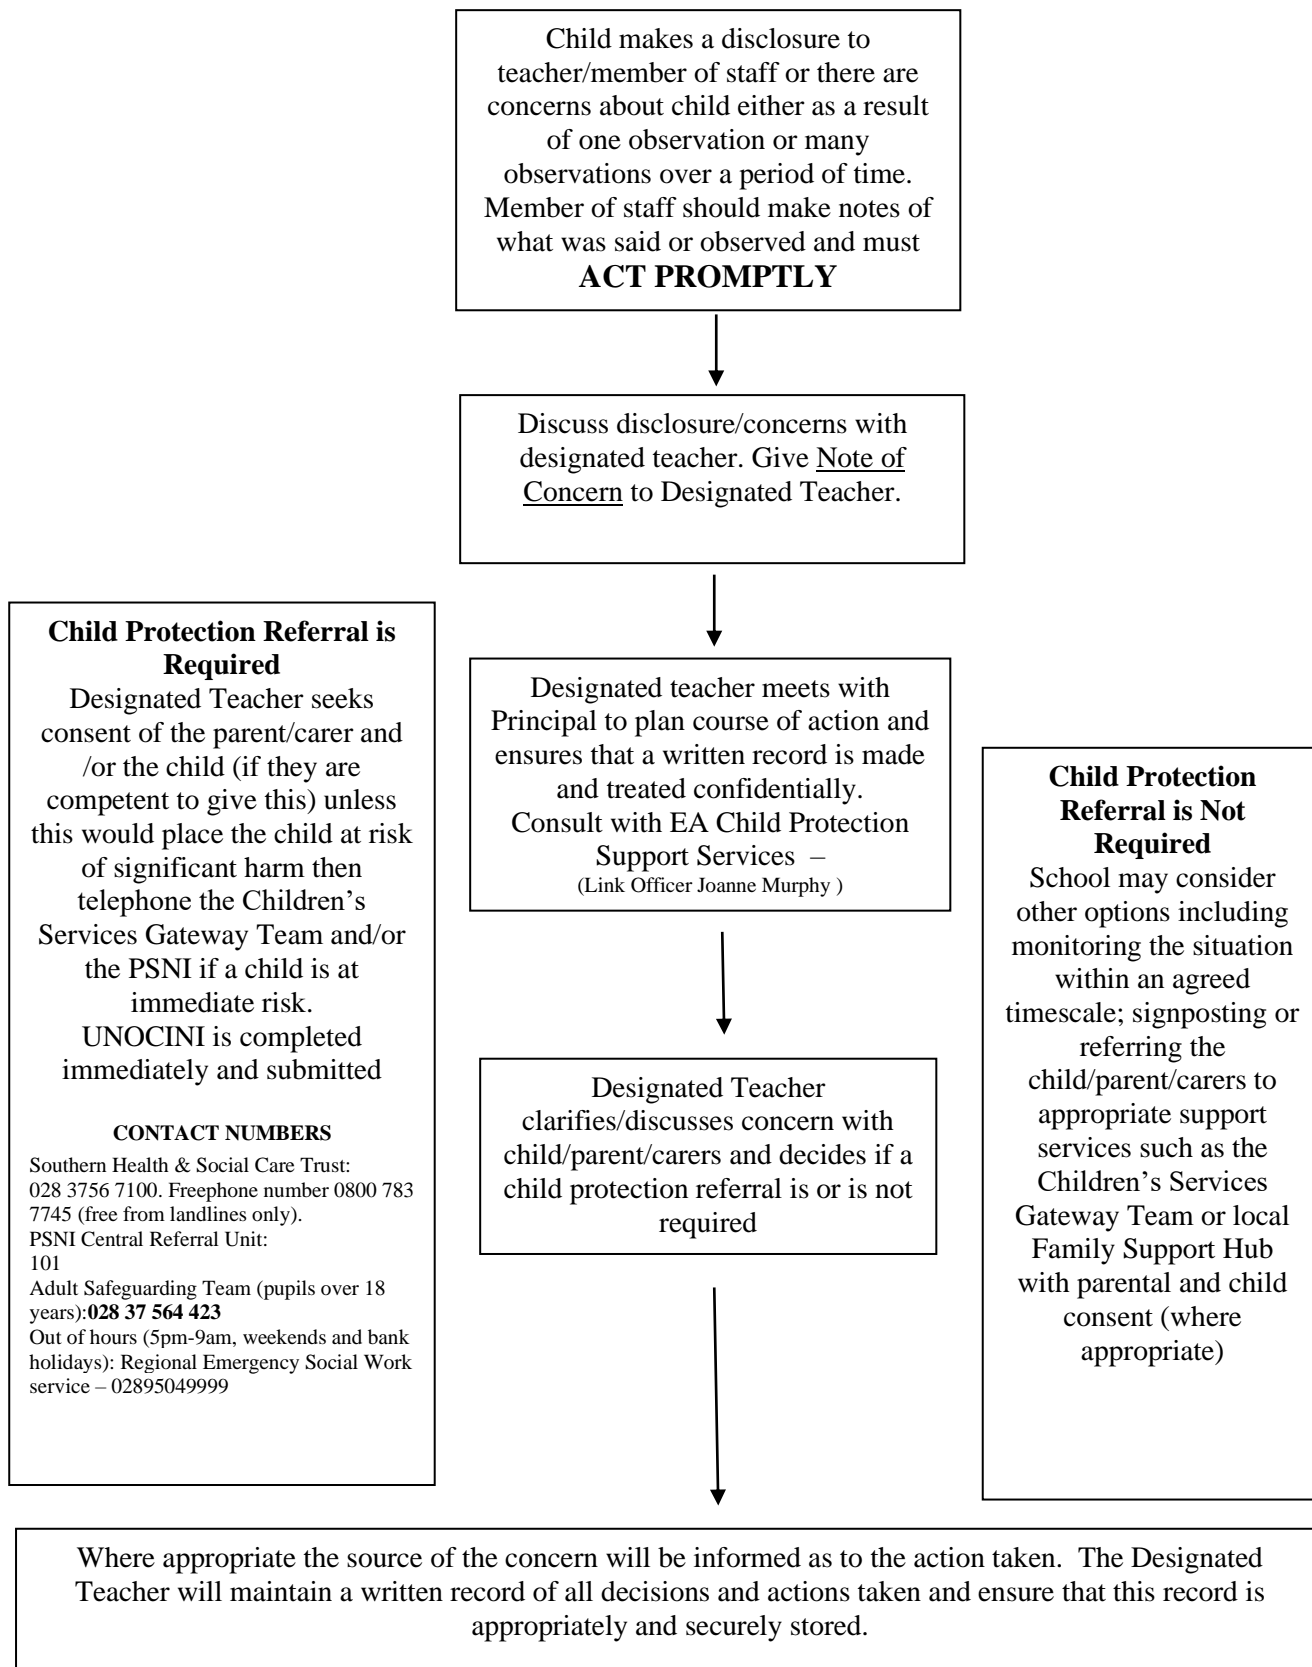 Child makes a disclosure to
teacher/member of staff or there are
concerns about child either as a result
of one observation or many
observations over a period of time.
Member of staff should make notes of
what was said or observed and must
ACT PROMPTLY
Discuss disclosure/concerns with
designated teacher. Give Note of
Concern to Designated Teacher.
Child Protection Referral is
Required
Designated Teacher seeks
consent of the parent/carer and
/or the child (if they are
competent to give this) unless
this would place the child at risk
of significant harm then
telephone the Children’s
Services Gateway Team and/or
the PSNI if a child is at
immediate risk.
UNOCINI is completed
immediately and submitted
CONTACT NUMBERS
Southern Health & Social Care Trust:
028 3756 7100. Freephone number 0800 783
7745 (free from landlines only).
PSNI Central Referral Unit:
101
Adult Safeguarding Team (pupils over 18
years):028 37 564 423
Out of hours (5pm-9am, weekends and bank
holidays): Regional Emergency Social Work
service – 02895049999
Designated teacher meets with
Principal to plan course of action and
ensures that a written record is made
and treated confidentially.
Consult with EA Child Protection
Support Services –
(Link Officer Joanne Murphy )
Designated Teacher
clarifies/discusses concern with
child/parent/carers and decides if a
child protection referral is or is not
required
Child Protection
Referral is Not
Required
School may consider
other options including
monitoring the situation
within an agreed
timescale; signposting or
referring the
child/parent/carers to
appropriate support
services such as the
Children’s Services
Gateway Team or local
Family Support Hub
with parental and child
consent (where
appropriate)
Where appropriate the source of the concern will be informed as to the action taken. The Designated
Teacher will maintain a written record of all decisions and actions taken and ensure that this record is
appropriately and securely stored.